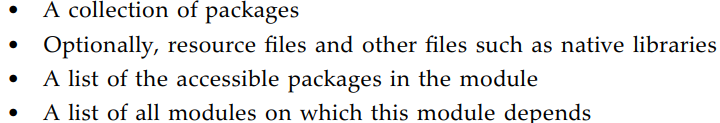 • A collection of packages
• Optionally, resource files and other files such as native libraries
• A list of the accessible packages in the module
• A list of all modules on which this module depends